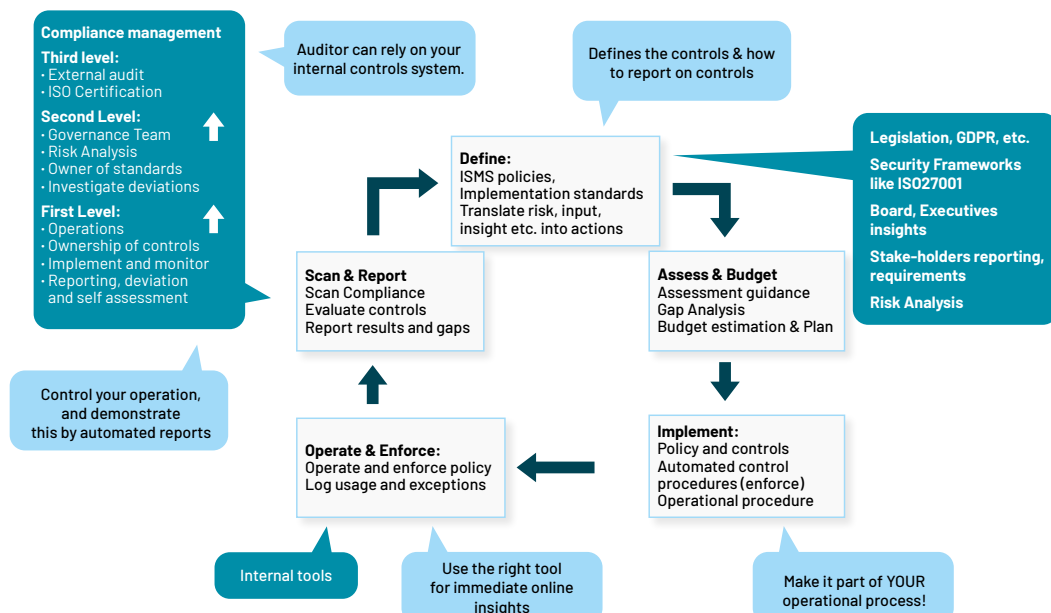 Compliance management
Third level:
· External audit
· ISO Certification
Second Level:
· Governance Team
· Risk Analysis
· Owner of standards
· Investigate deviations
First Level:
· Operations
· Ownership of controls
· Implement and monitor
· Reporting, deviation
and self assessment
Auditor can rely on your
internal controls system.
Defines the controls & how
to report on controls
Define:
ISMS policies,
Implementation standards
Translate risk, input,
insight etc. into actions
Legislation, GDPR, etc.
Security Frameworks
like ISO27001
Board, Executives
insights
Stake-holders reporting,
requirements
Risk Analysis
Scan & Report
Scan Compliance
Evaluate controls
Report results and gaps
Assess & Budget
Assessment guidance
Gap Analysis
Budget estimation & Plan
Control your operation,
and demonstrate
this by automated reports
Operate & Enforce:
Operate and enforce policy
Log usage and exceptions
Implement:
Policy and controls
Automated control
procedures (enforce)
Operational procedure
Internal tools
Use the right tool
for immediate online
insights
Make it part of YOUR
operational process!